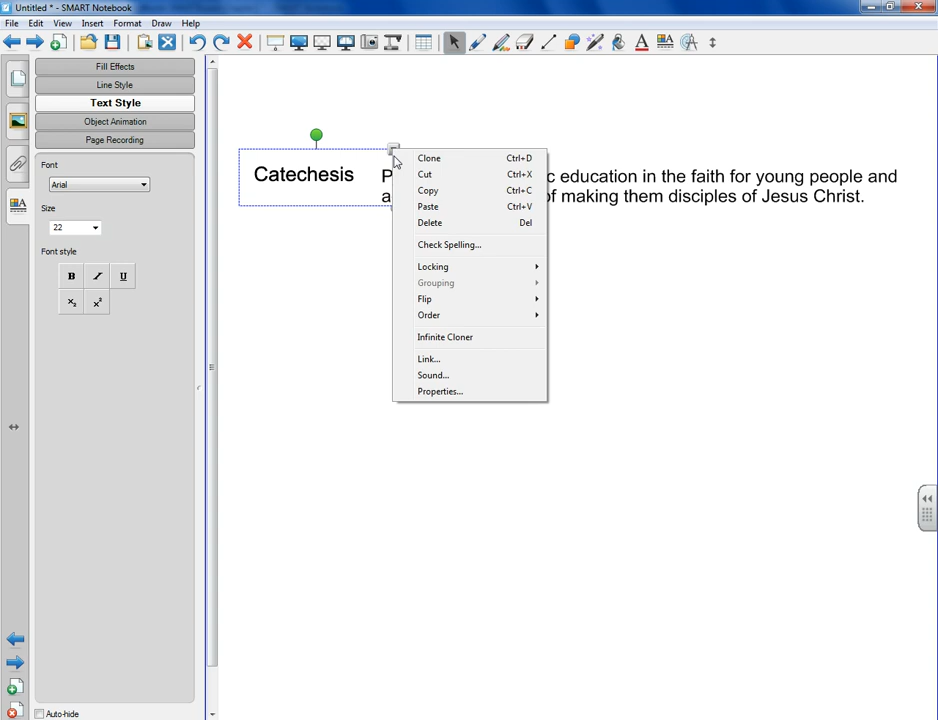 Untitled * - SMART Notebook
File Edit View Insert Format Draw Help
Fill Effects
Line Style
Text Style
Object Animation
Page Recording
Font
Arial
Size
22
Font style
B I U
x₂ x²
Catechesis
P
c education in the faith for young people and
a
of making them disciples of Jesus Christ.
Clone Ctrl+D
Cut Ctrl+X
Copy Ctrl+C
Paste Ctrl+V
Delete Del
Check Spelling...
Locking
Grouping
Flip
Order
Infinite Cloner
Link...
Sound...
Properties...
Auto-hide